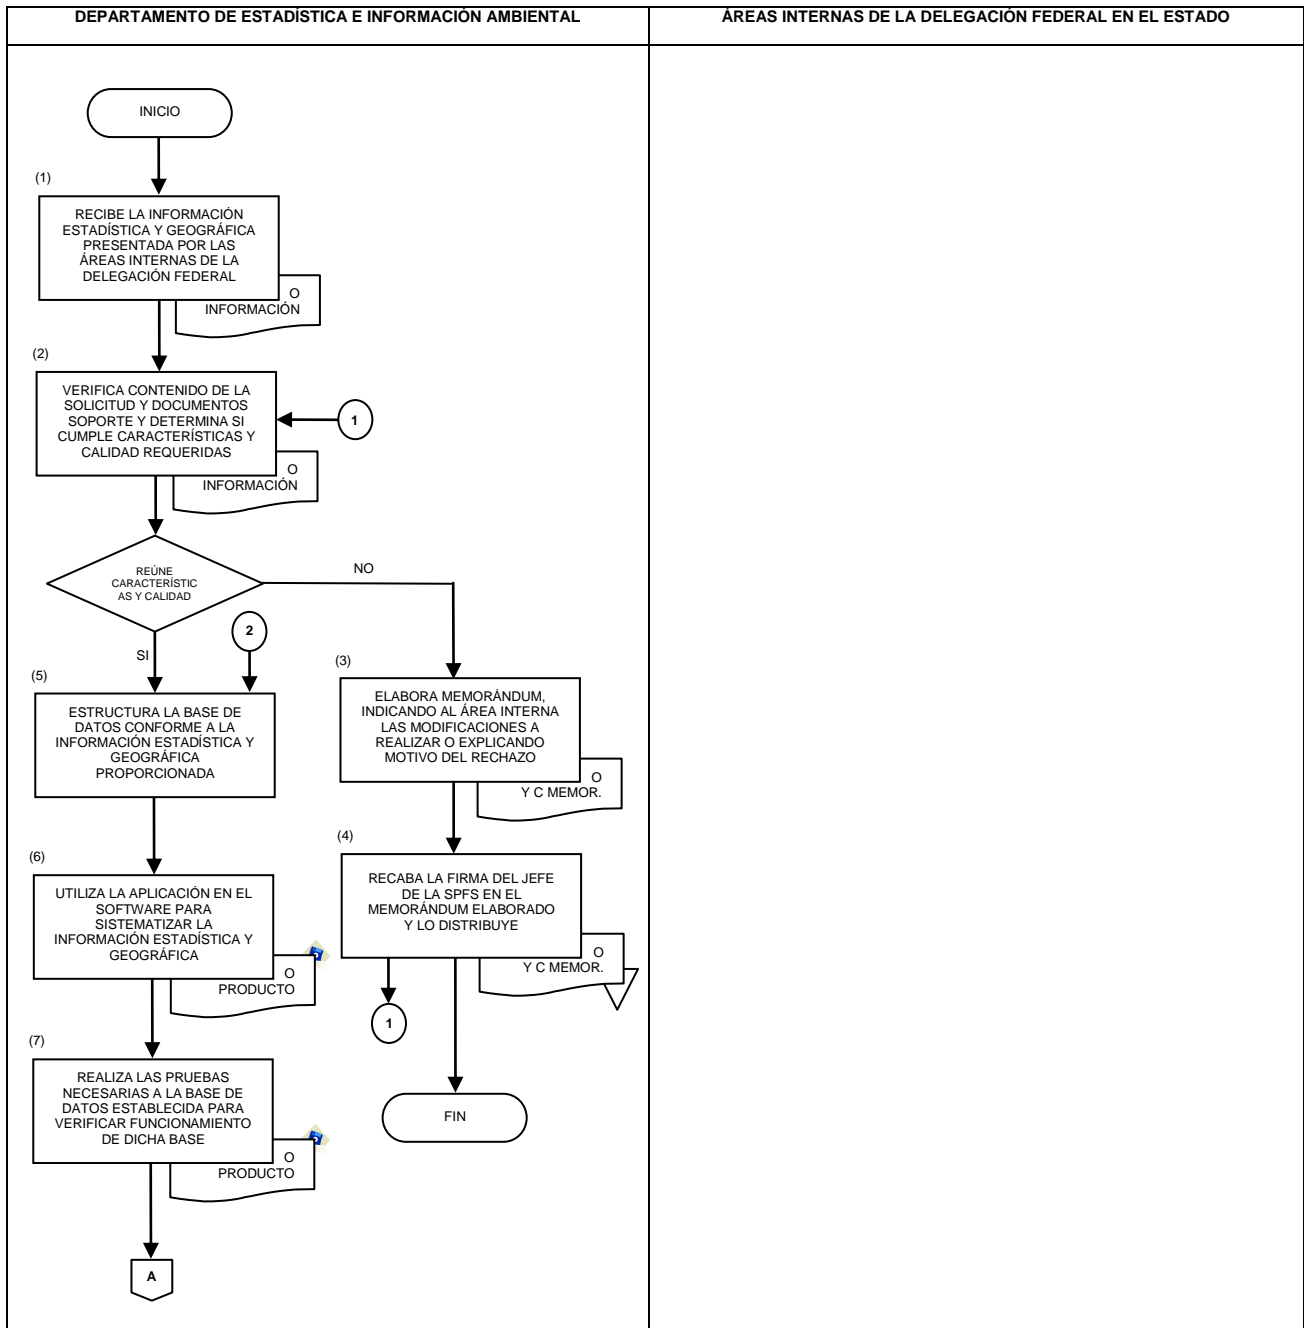 DEPARTAMENTO DE ESTADÍSTICA E INFORMACIÓN AMBIENTAL
ÁREAS INTERNAS DE LA DELEGACIÓN FEDERAL EN EL ESTADO
INICIO
(1)
RECIBE LA INFORMACIÓN
ESTADÍSTICA Y GEOGRÁFICA
PRESENTADA POR LAS
ÁREAS INTERNAS DE LA
DELEGACIÓN FEDERAL
O
INFORMACIÓN
(2)
VERIFICA CONTENIDO DE LA
SOLICITUD Y DOCUMENTOS
SOPORTE Y DETERMINA SI
CUMPLE CARACTERÍSTICAS Y
CALIDAD REQUERIDAS
1
O
INFORMACIÓN
REÚNE
CARACTERÍSTIC
AS Y CALIDAD
NO
2
SI
(5)
ESTRUCTURA LA BASE DE
DATOS CONFORME A LA
INFORMACIÓN ESTADÍSTICA Y
GEOGRÁFICA
PROPORCIONADA
(3)
ELABORA MEMORÁNDUM,
INDICANDO AL ÁREA INTERNA
LAS MODIFICACIONES A
REALIZAR O EXPLICANDO
MOTIVO DEL RECHAZO
O
Y C MEMOR.
(4)
RECABA LA FIRMA DEL JEFE
DE LA SPFS EN EL
MEMORÁNDUM ELABORADO
Y LO DISTRIBUYE
O
Y C MEMOR.
1
FIN
(6)
UTILIZA LA APLICACIÓN EN EL
SOFTWARE PARA
SISTEMATIZAR LA
INFORMACIÓN ESTADÍSTICA Y
GEOGRÁFICA
O
PRODUCTO
(7)
REALIZA LAS PRUEBAS
NECESARIAS A LA BASE DE
DATOS ESTABLECIDA PARA
VERIFICAR FUNCIONAMIENTO
DE DICHA BASE
O
PRODUCTO
A